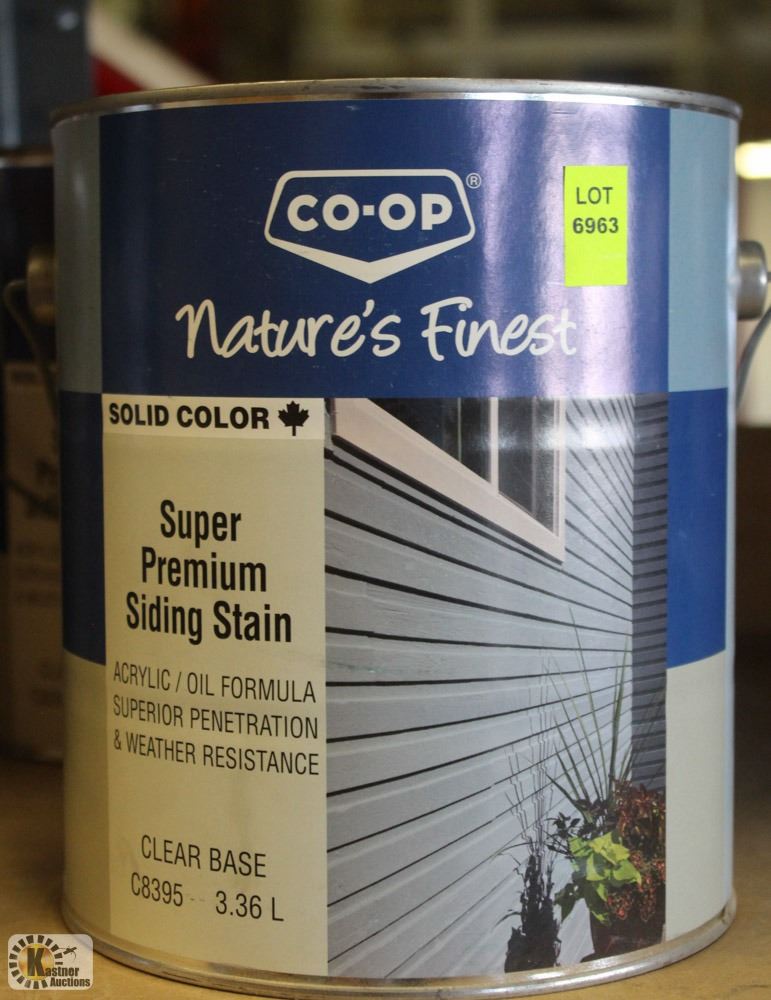 CO-OP®
LOT
6963
Nature's Finest
SOLID COLOR
Super
Premium
Siding Stain
ACRYLIC / OIL FORMULA
SUPERIOR PENETRATION
& WEATHER RESISTANCE
CLEAR BASE
C8395 3.36 L
Kastner
Auctions